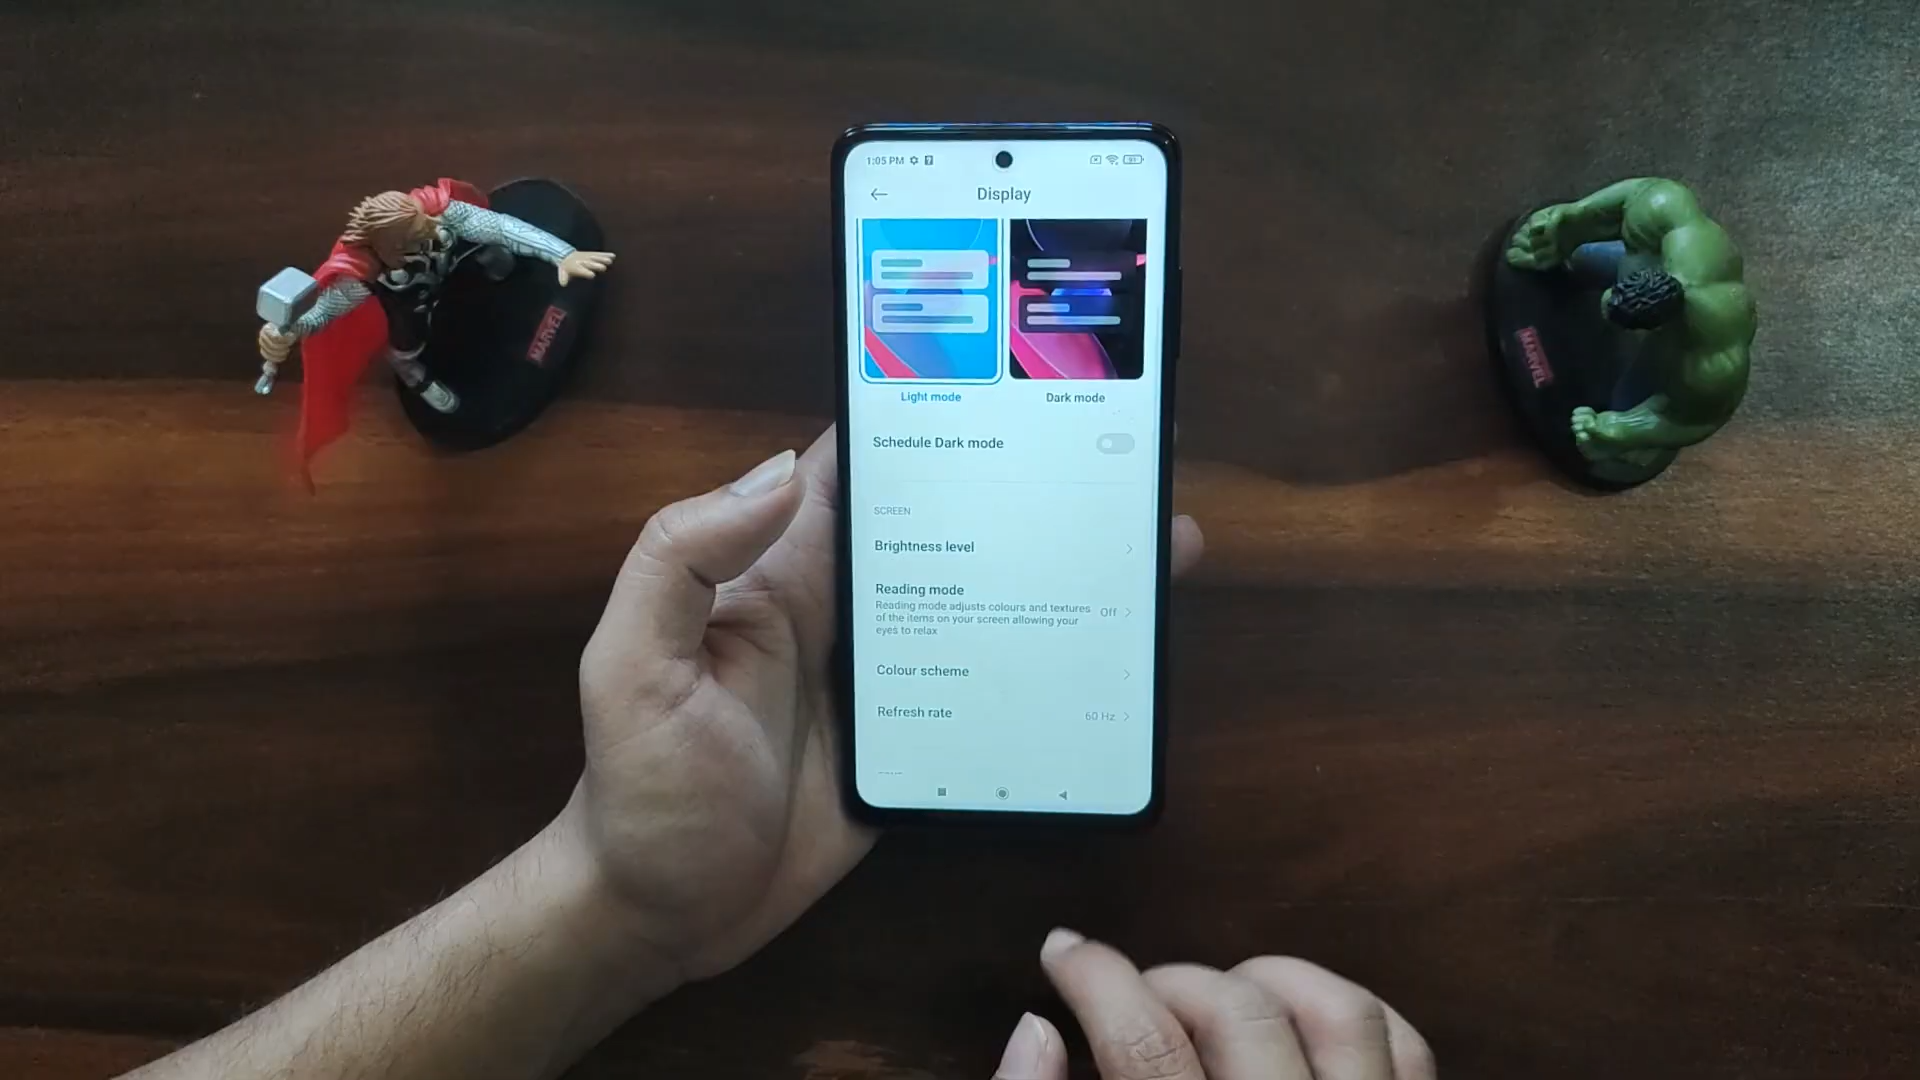 1:05 PM
91
Display
Light mode
Dark mode
Schedule Dark mode
SCREEN
Brightness level
Reading mode
Reading mode adjusts colours and textures
of the items on your screen allowing your
eyes to relax
Off
Colour scheme
Refresh rate
60 Hz
MARVEL
MARVEL